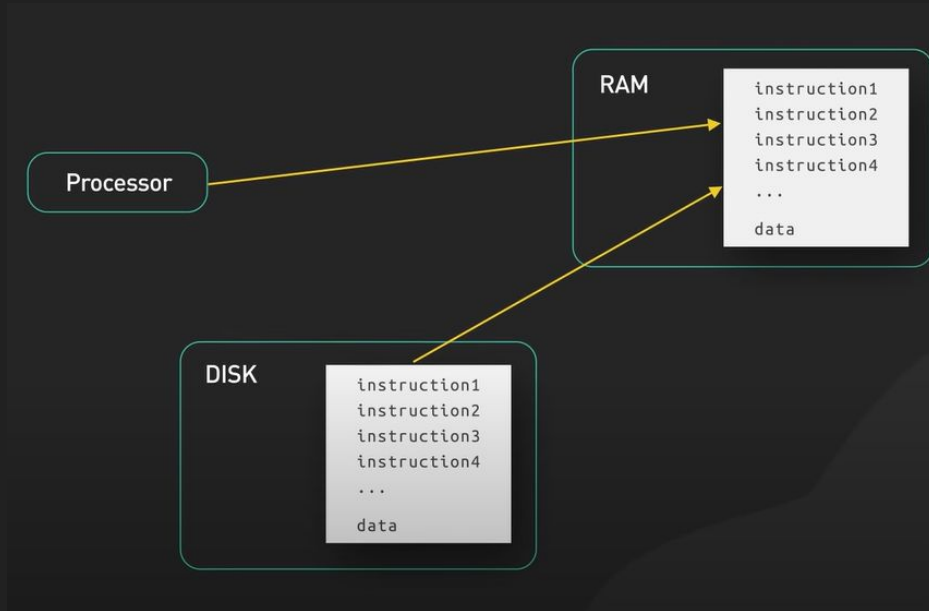 RAM
instruction1
instruction2
instruction3
instruction4
...
data
Processor
DISK
instruction1
instruction2
instruction3
instruction4
...
data